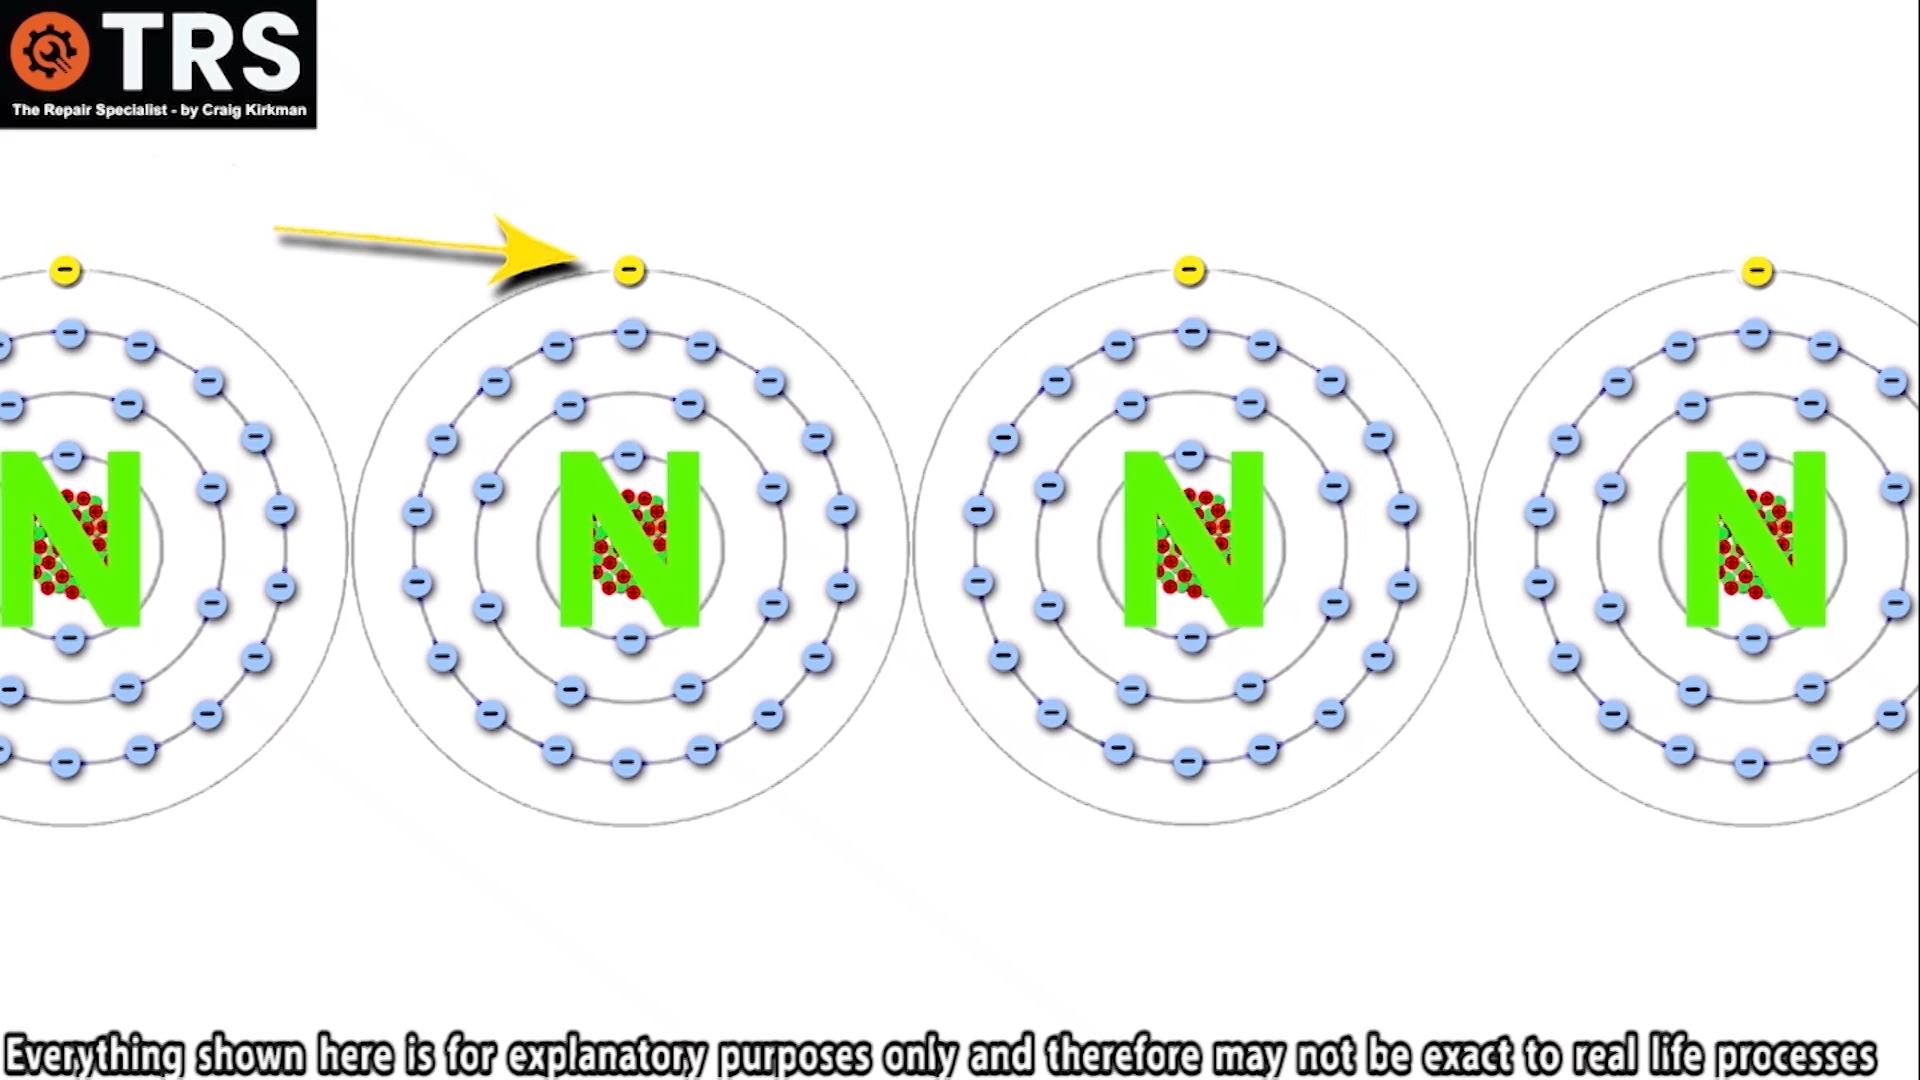 TRS
The Repair Specialist - by Craig Kirkman
N N N N
Everything shown here is for explanatory purposes only and therefore may not be exact to real life processes